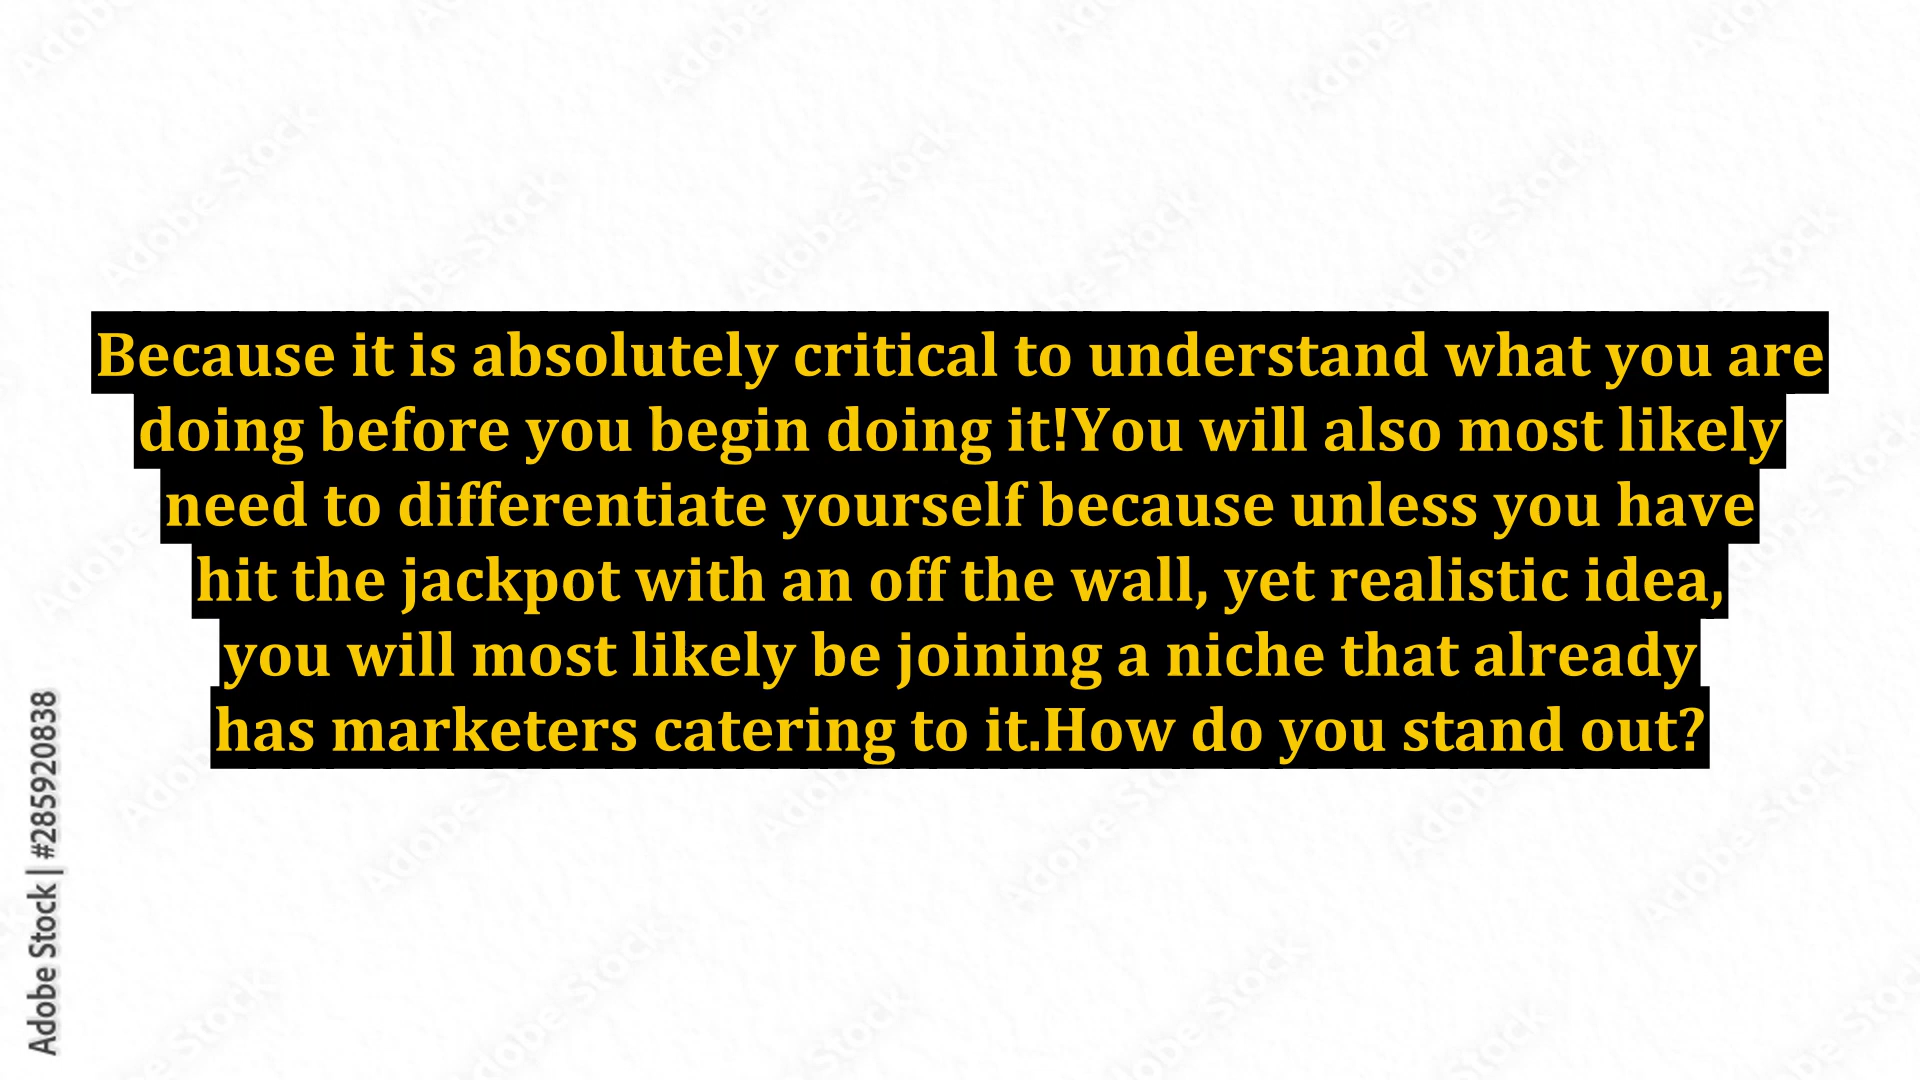 Because it is absolutely critical to understand what you are
doing before you begin doing it!You will also most likely
need to differentiate yourself because unless you have
hit the jackpot with an off the wall, yet realistic idea,
you will most likely be joining a niche that already
has marketers catering to it.How do you stand out?
Adobe Stock | #285920838